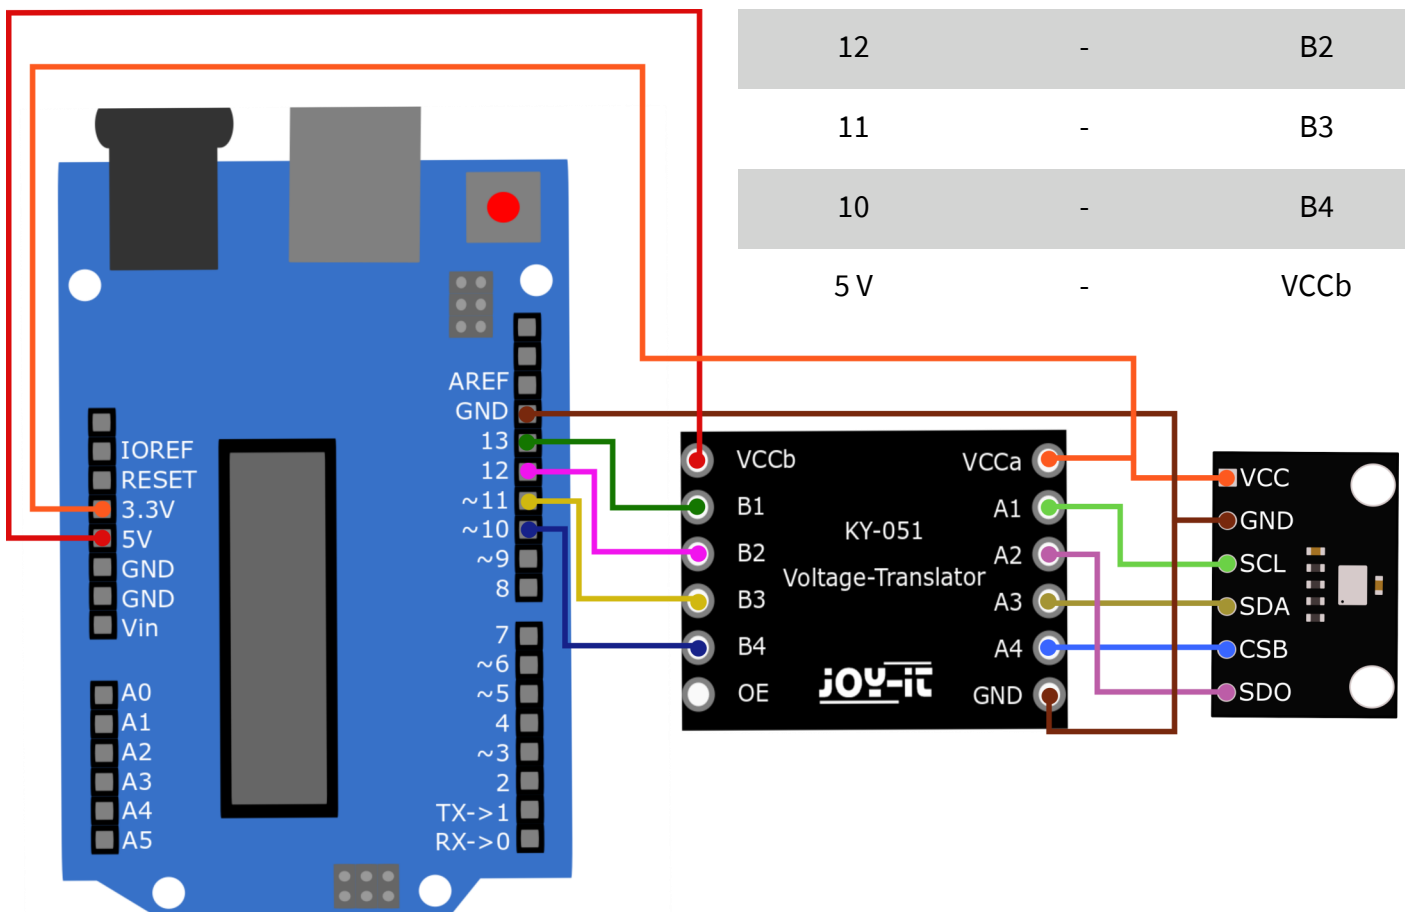 12 - B2
11 - B3
10 - B4
5 V - VCCb
AREF
GND
13
12
~11
~10
~9
8
7
~6
~5
4
~3
2
TX->1
RX->0
IOREF
RESET
3.3V
5V
GND
GND
Vin
A0
A1
A2
A3
A4
A5
VCCb
B1
B2
B3
B4
OE
KY-051
Voltage-Translator
JOY-iT
VCCa
A1
A2
A3
A4
GND
VCC
GND
SCL
SDA
CSB
SDO